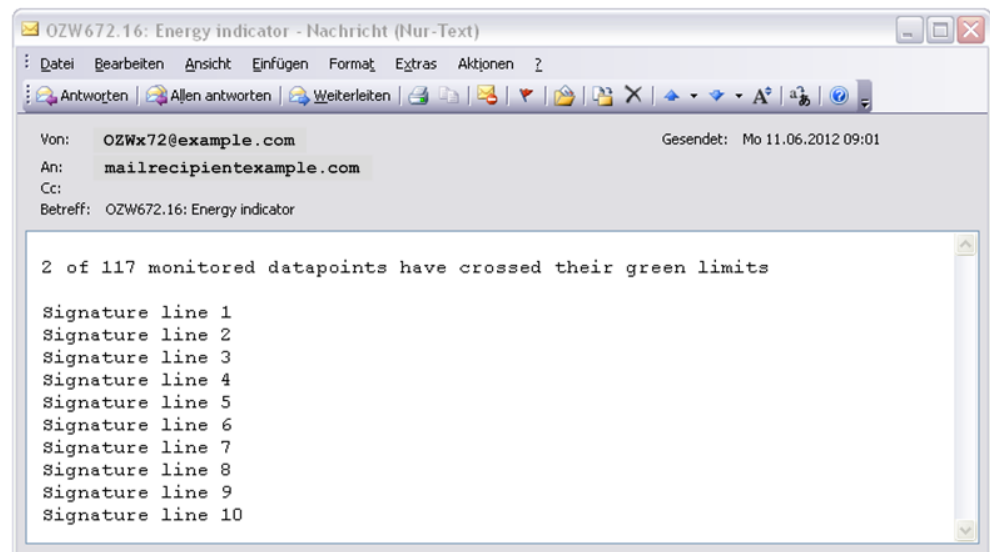 OZW672.16: Energy indicator - Nachricht (Nur-Text)
Datei Bearbeiten Ansicht Einfügen Format Extras Aktionen ?
Antworten | Allen antworten | Weiterleiten
Von: OZWx72@example.com Gesendet: Mo 11.06.2012 09:01
An: mailrecipientexample.com
Cc:
Betreff: OZW672.16: Energy indicator
2 of 117 monitored datapoints have crossed their green limits
Signature line 1
Signature line 2
Signature line 3
Signature line 4
Signature line 5
Signature line 6
Signature line 7
Signature line 8
Signature line 9
Signature line 10